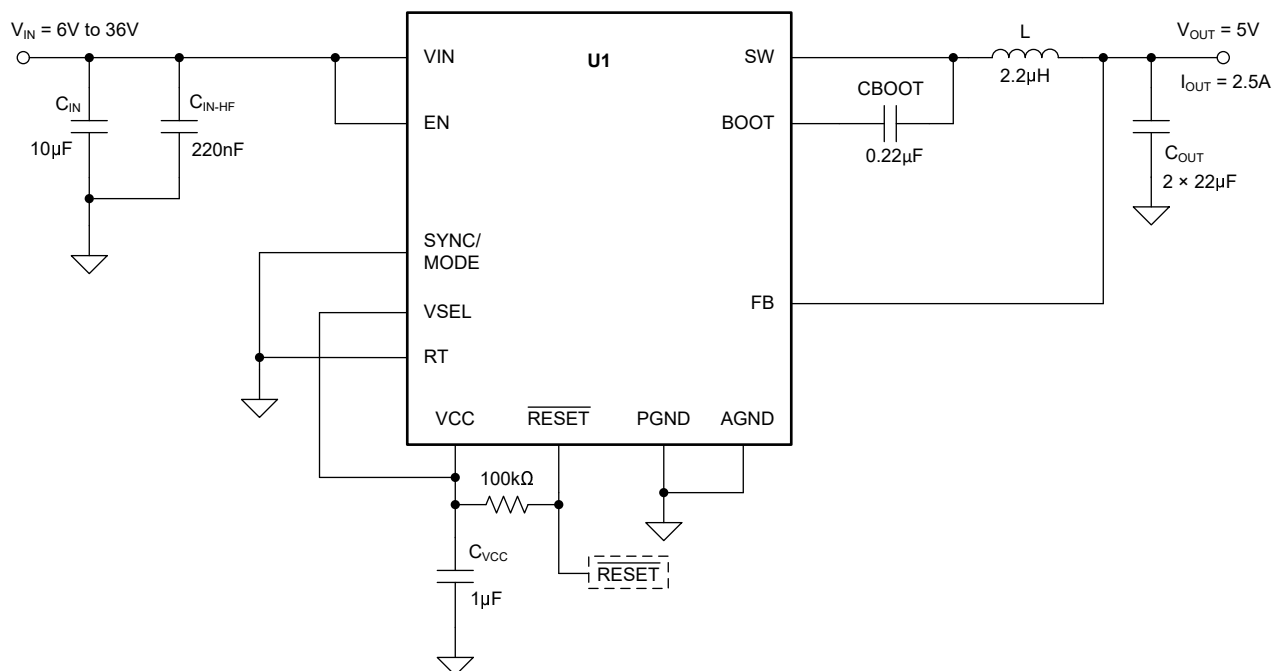 V_IN = 6V to 36V
C_IN
10µF
C_IN-HF
220nF
U1
VIN
EN
SYNC/
MODE
VSEL
RT
VCC
RESET
PGND
AGND
SW
BOOT
FB
CBOOT
0.22µF
L
2.2µH
V_OUT = 5V
I_OUT = 2.5A
C_OUT
2 × 22µF
100kΩ
C_VCC
1µF
RESET